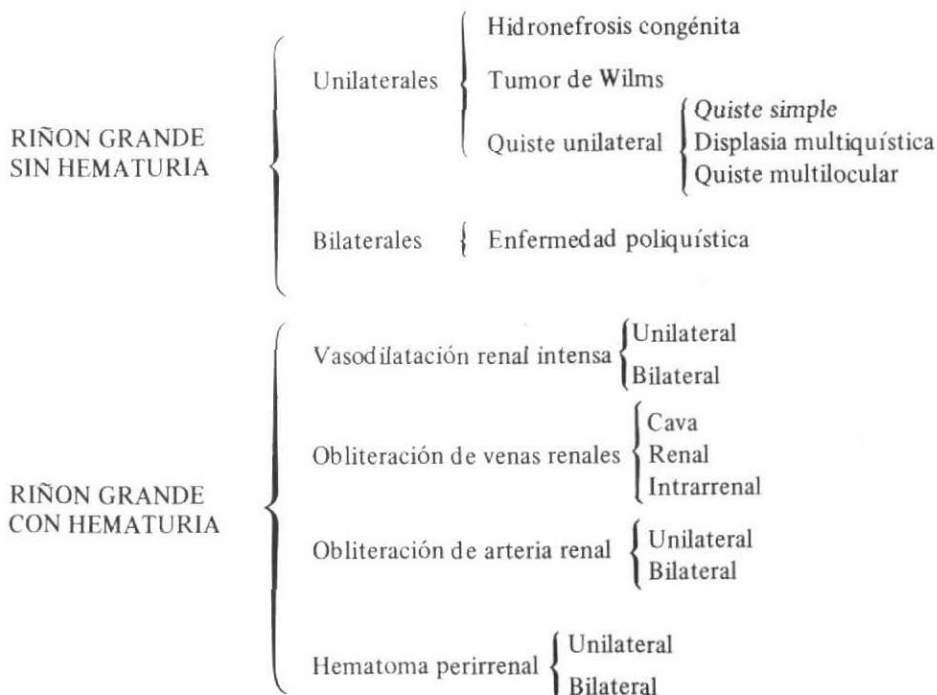 RIÑON GRANDE
SIN HEMATURIA
Unilaterales
Hidronefrosis congénita
Tumor de Wilms
Quiste unilateral
Quiste simple
Displasia multiquística
Quiste multilocular
Bilaterales
Enfermedad poliquística
RIÑON GRANDE
CON HEMATURIA
Vasodilatación renal intensa
Unilateral
Bilateral
Obliteración de venas renales
Cava
Renal
Intrarrenal
Obliteración de arteria renal
Unilateral
Bilateral
Hematoma perirrenal
Unilateral
Bilateral